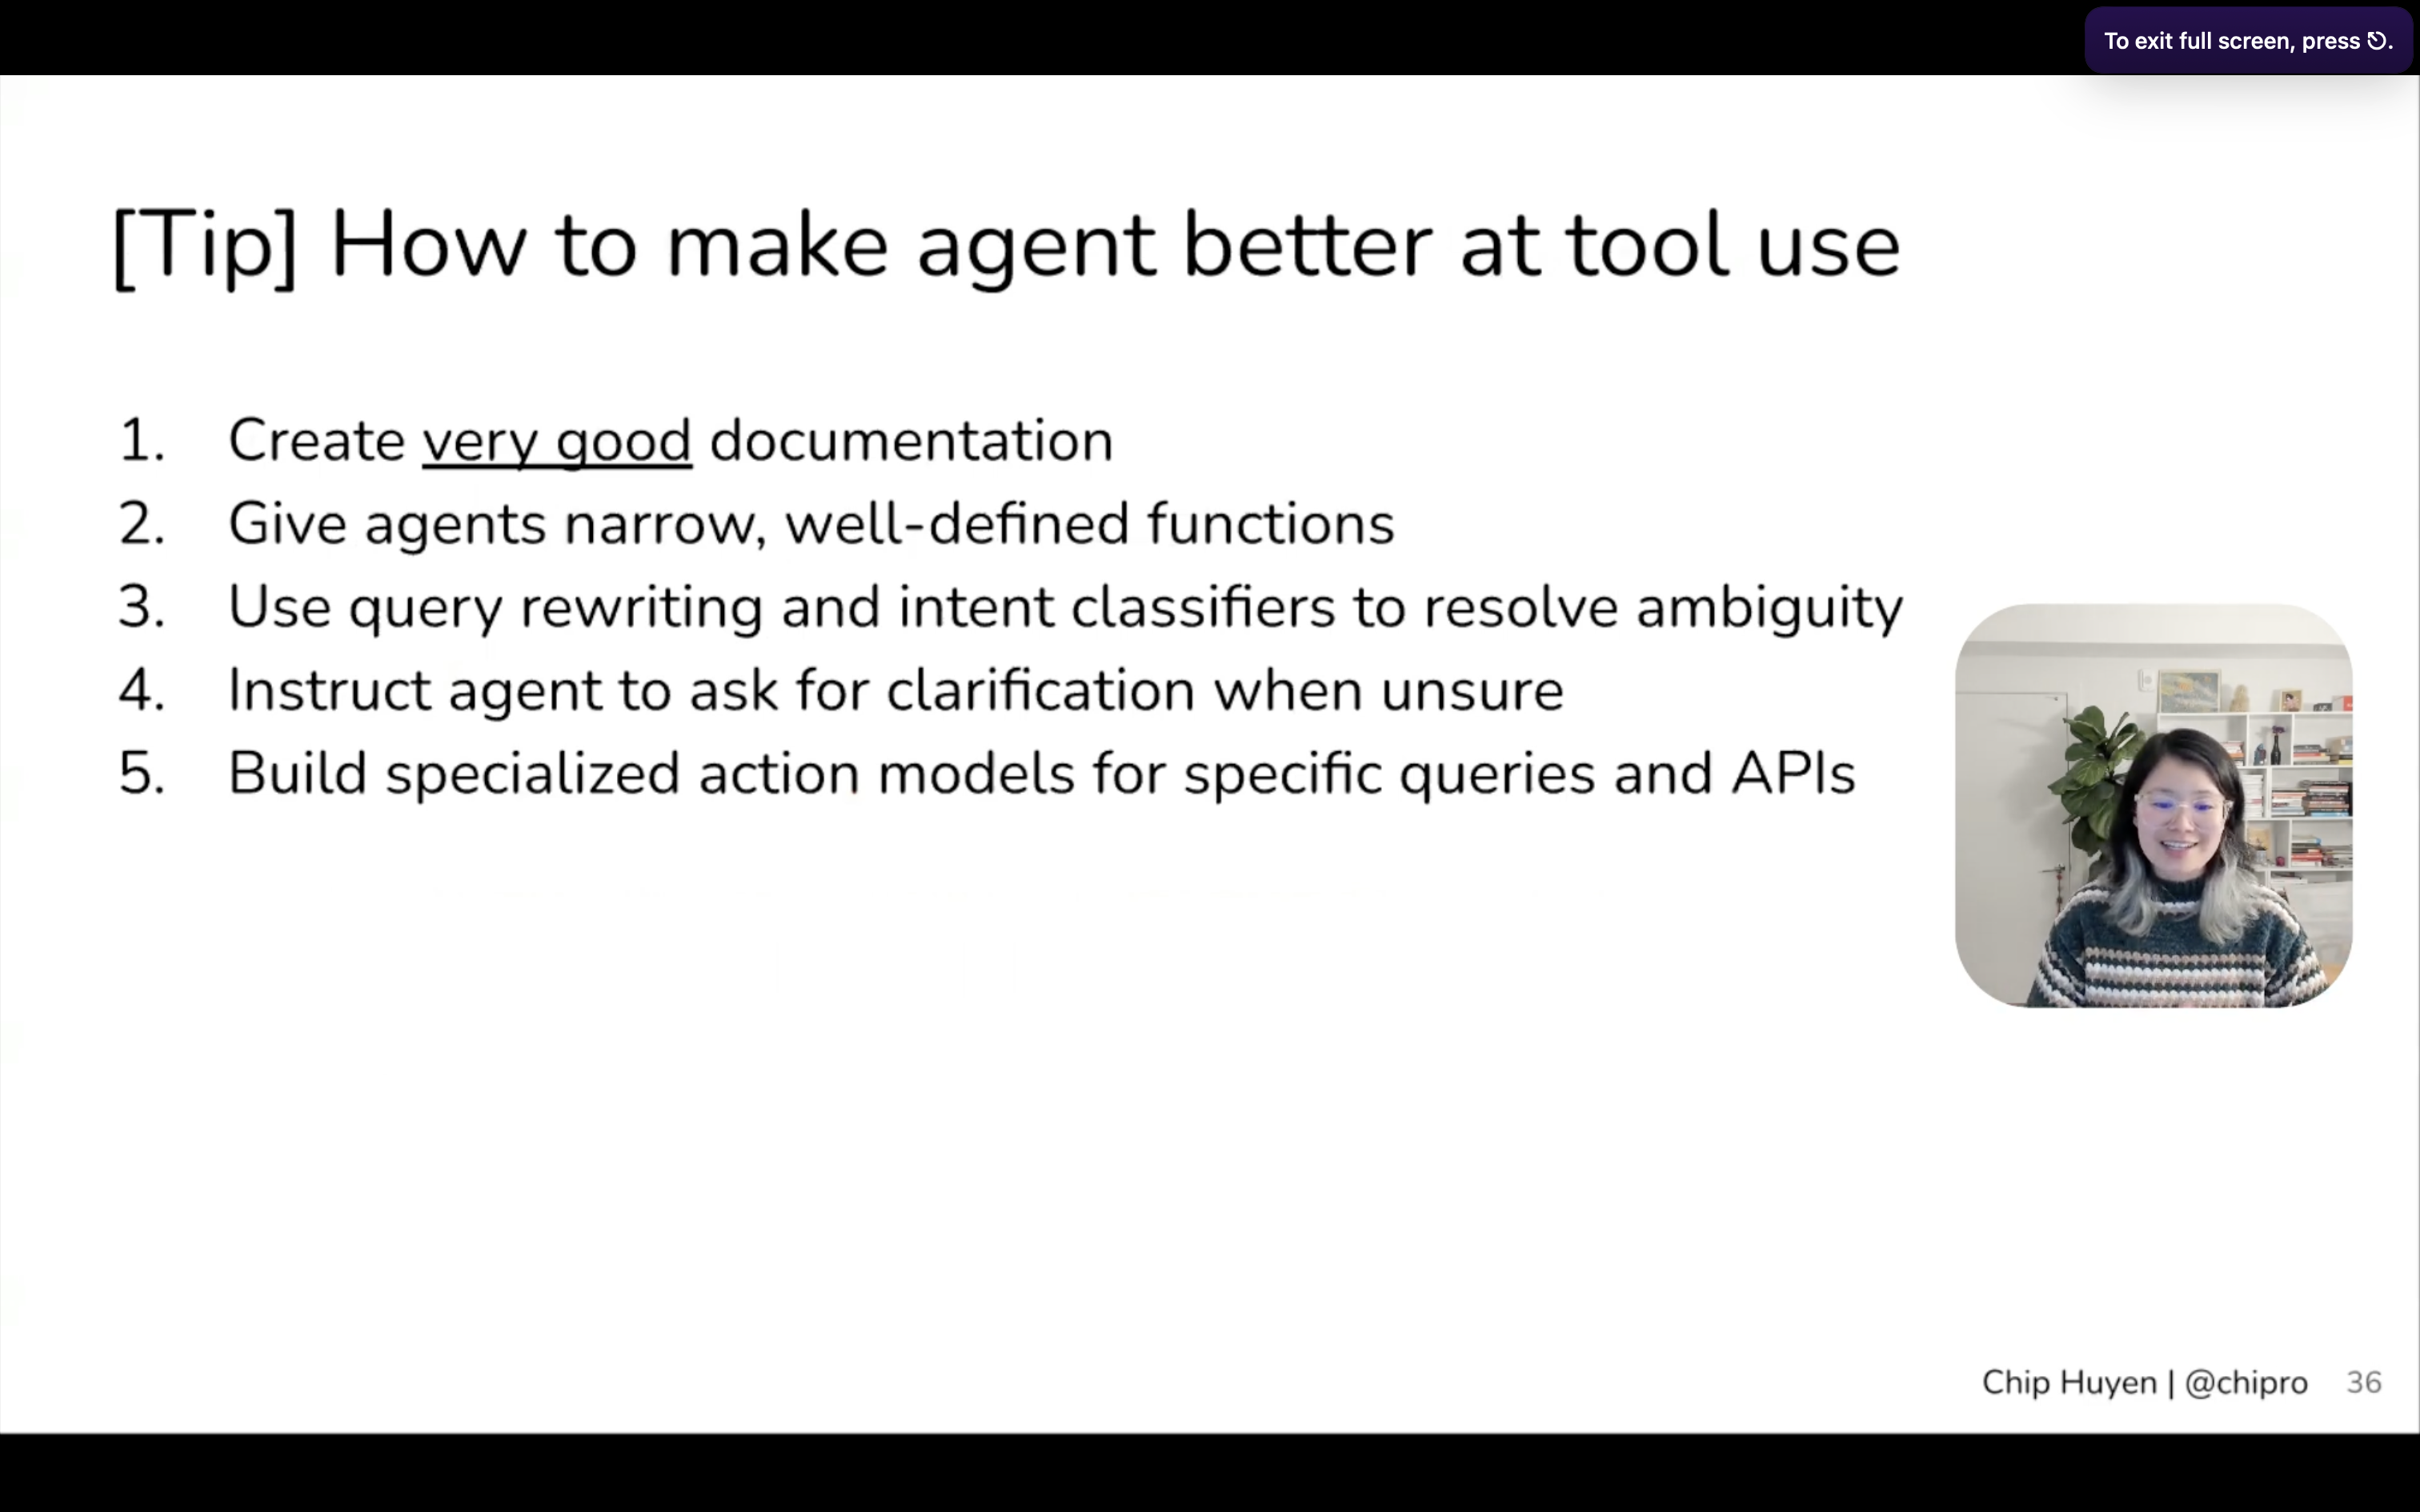 To exit full screen, press ⎋.
[Tip] How to make agent better at tool use
1. Create very good documentation
2. Give agents narrow, well-defined functions
3. Use query rewriting and intent classifiers to resolve ambiguity
4. Instruct agent to ask for clarification when unsure
5. Build specialized action models for specific queries and APIs
Chip Huyen | @chipro 36